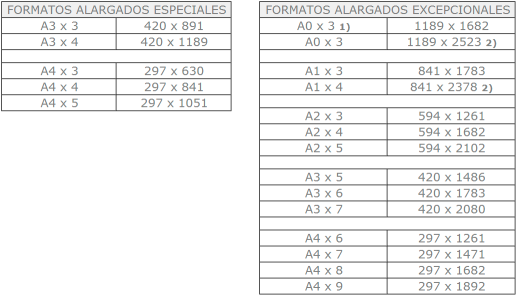 FORMATOS ALARGADOS ESPECIALES
A3 x 3 420 x 891
A3 x 4 420 x 1189
A4 x 3 297 x 630
A4 x 4 297 x 841
A4 x 5 297 x 1051
FORMATOS ALARGADOS EXCEPCIONALES
A0 x 3 1) 1189 x 1682
A0 x 3 1189 x 2523 2)
A1 x 3 841 x 1783
A1 x 4 841 x 2378 2)
A2 x 3 594 x 1261
A2 x 4 594 x 1682
A2 x 5 594 x 2102
A3 x 5 420 x 1486
A3 x 6 420 x 1783
A3 x 7 420 x 2080
A4 x 6 297 x 1261
A4 x 7 297 x 1471
A4 x 8 297 x 1682
A4 x 9 297 x 1892